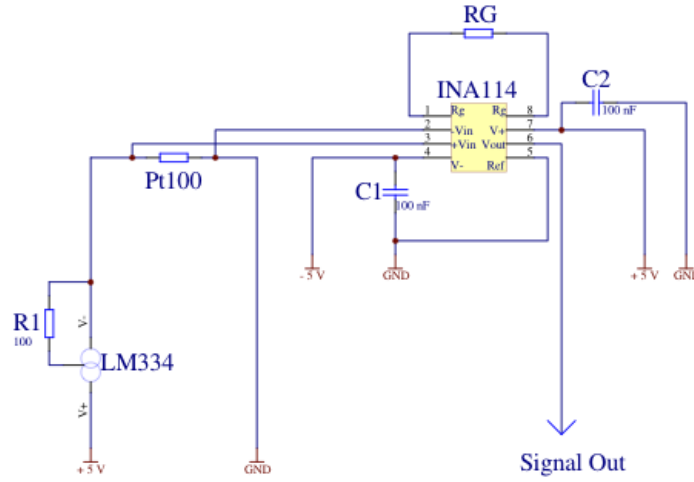 RG
INA114
C2
100 nF
1 Rg Rg 8
2 -Vin V+ 7
3 +Vin Vout 6
4 V- Ref 5
Pt100
C1
100 nF
- 5 V
GND
+ 5 V
GND
R1
100
V-
LM334
V+
+ 5 V
GND
Signal Out